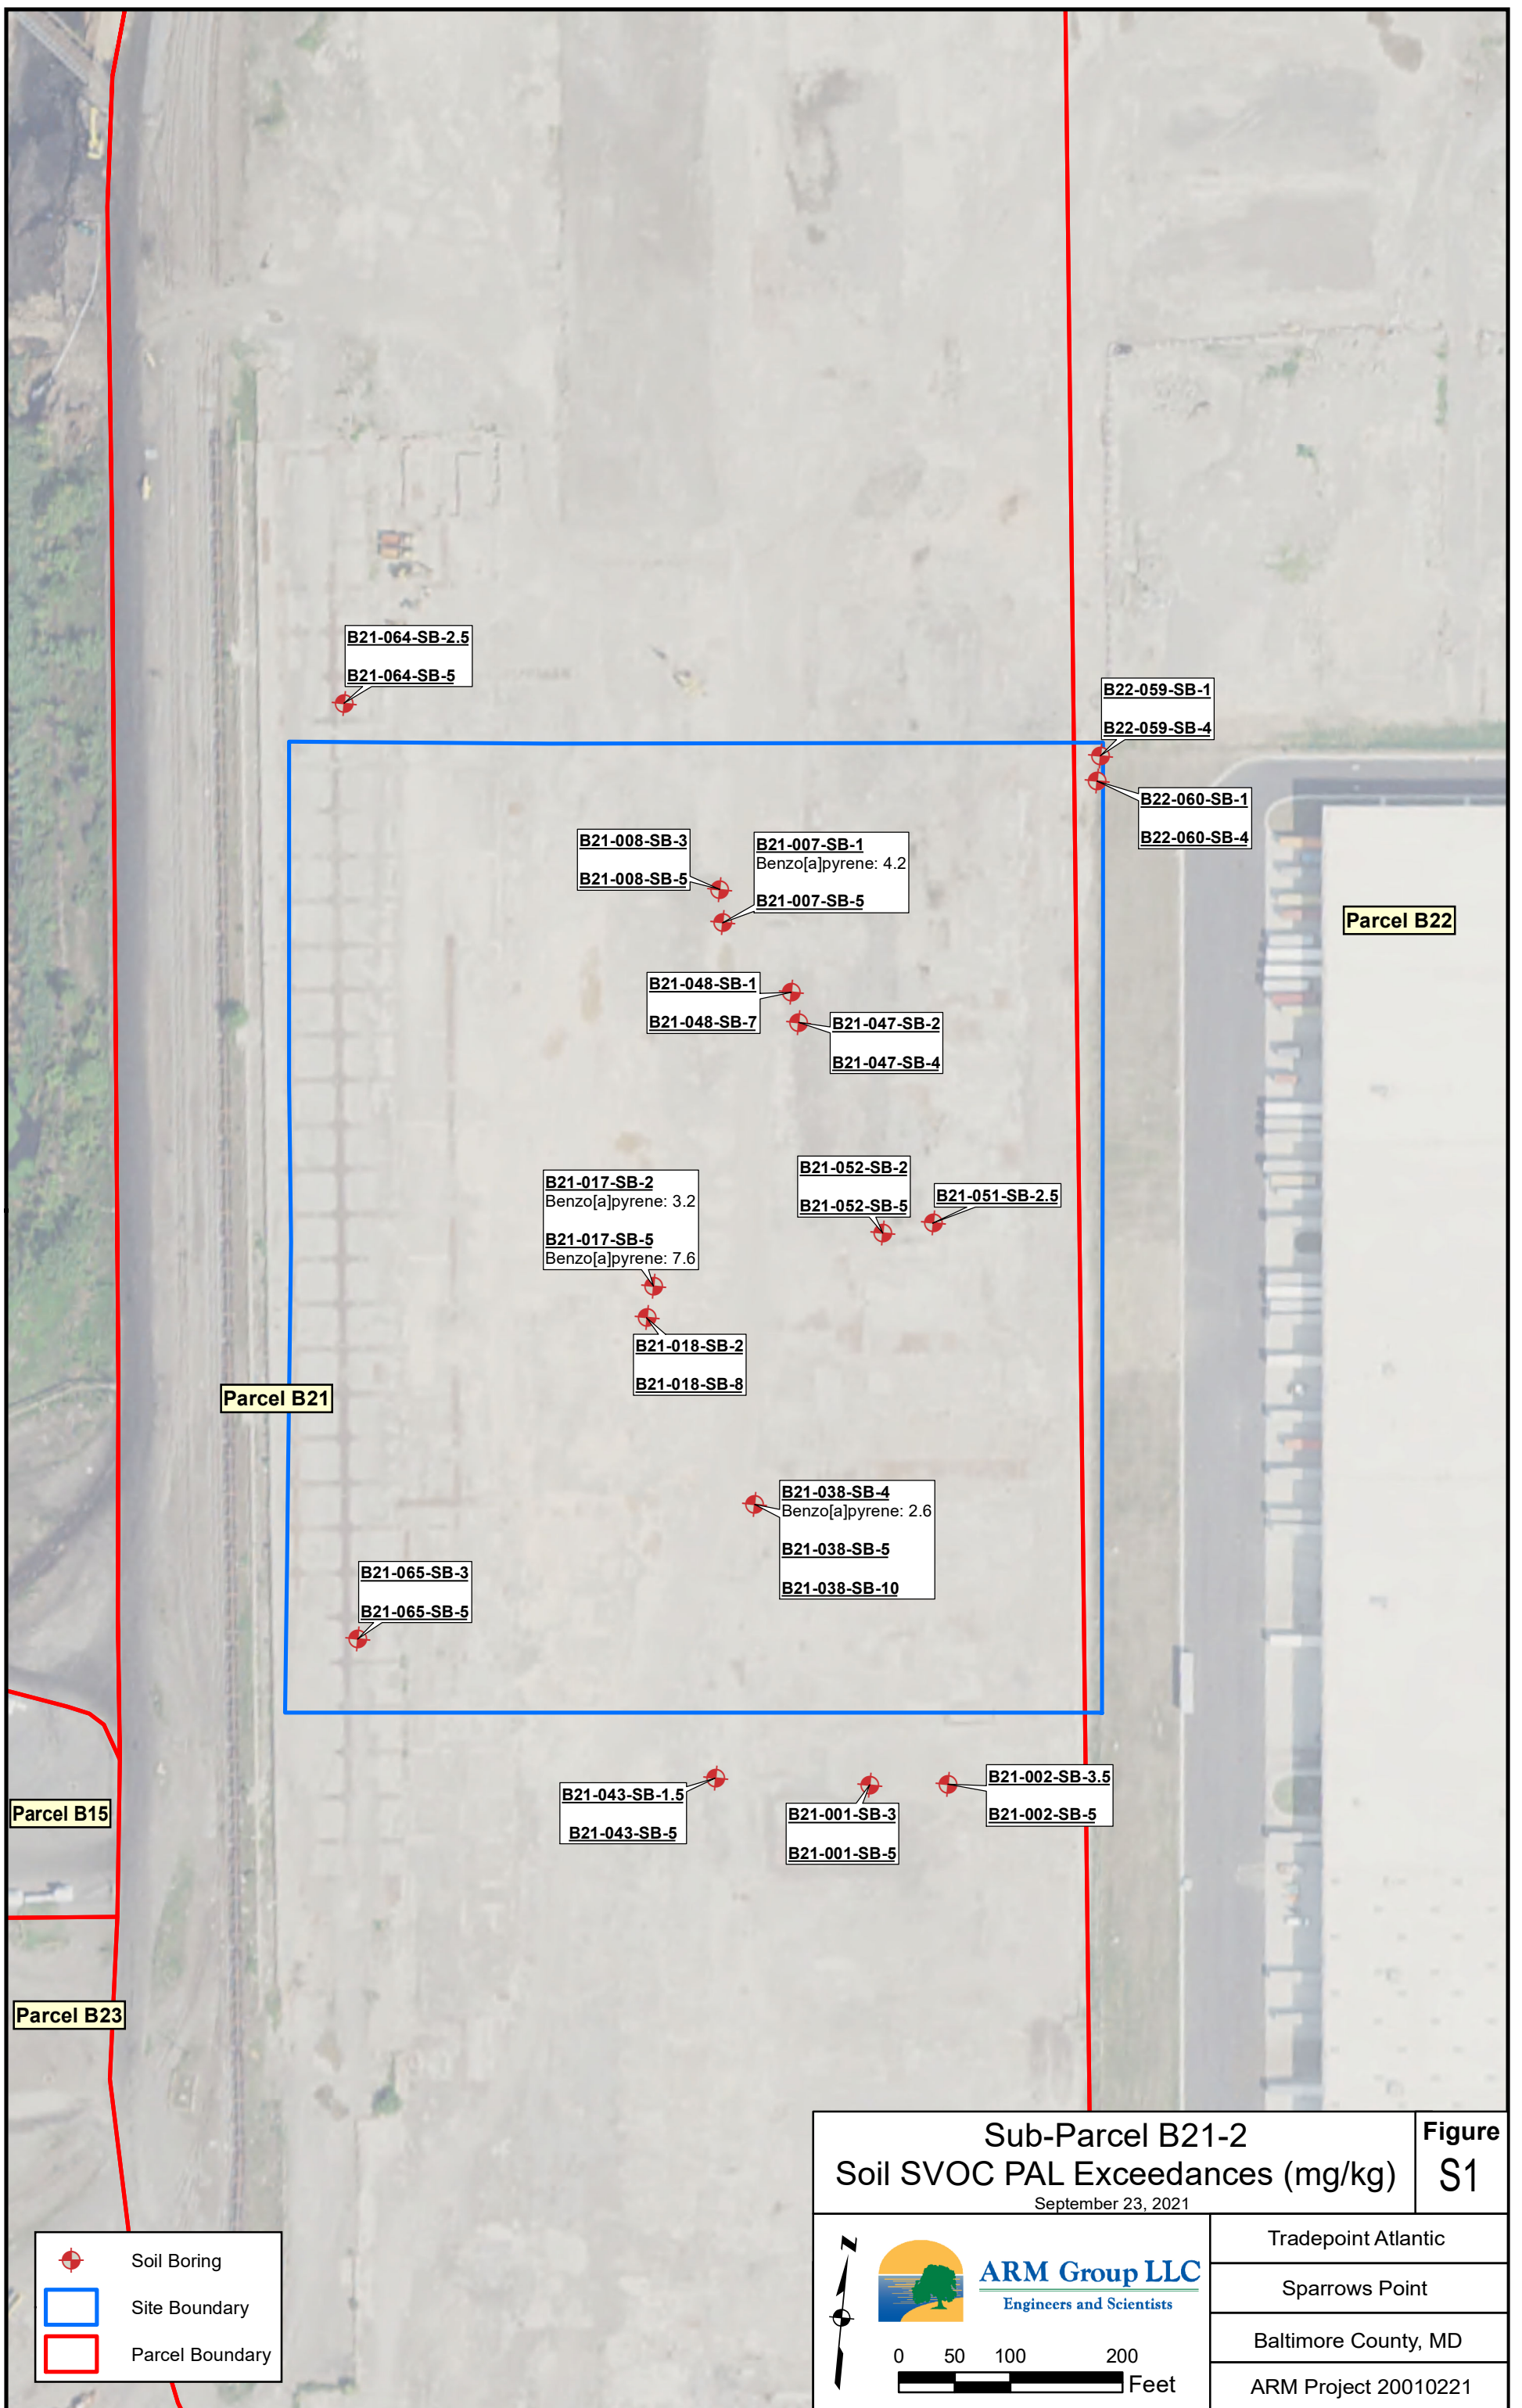 B21-064-SB-2.5
B21-064-SB-5
B22-059-SB-1
B22-059-SB-4
B22-060-SB-1
B22-060-SB-4
B21-008-SB-3
B21-008-SB-5
B21-007-SB-1
Benzo[a]pyrene: 4.2
B21-007-SB-5
Parcel B22
B21-048-SB-1
B21-048-SB-7
B21-047-SB-2
B21-047-SB-4
B21-017-SB-2
Benzo[a]pyrene: 3.2
B21-017-SB-5
Benzo[a]pyrene: 7.6
B21-052-SB-2
B21-052-SB-5
B21-051-SB-2.5
B21-018-SB-2
B21-018-SB-8
Parcel B21
B21-038-SB-4
Benzo[a]pyrene: 2.6
B21-038-SB-5
B21-038-SB-10
B21-065-SB-3
B21-065-SB-5
B21-043-SB-1.5
B21-043-SB-5
B21-001-SB-3
B21-001-SB-5
B21-002-SB-3.5
B21-002-SB-5
Parcel B15
Parcel B23
Soil Boring
Site Boundary
Parcel Boundary
Sub-Parcel B21-2
Soil SVOC PAL Exceedances (mg/kg)
September 23, 2021
Figure
S1
N
ARM Group LLC
Engineers and Scientists
0 50 100 200
Feet
Tradepoint Atlantic
Sparrows Point
Baltimore County, MD
ARM Project 20010221